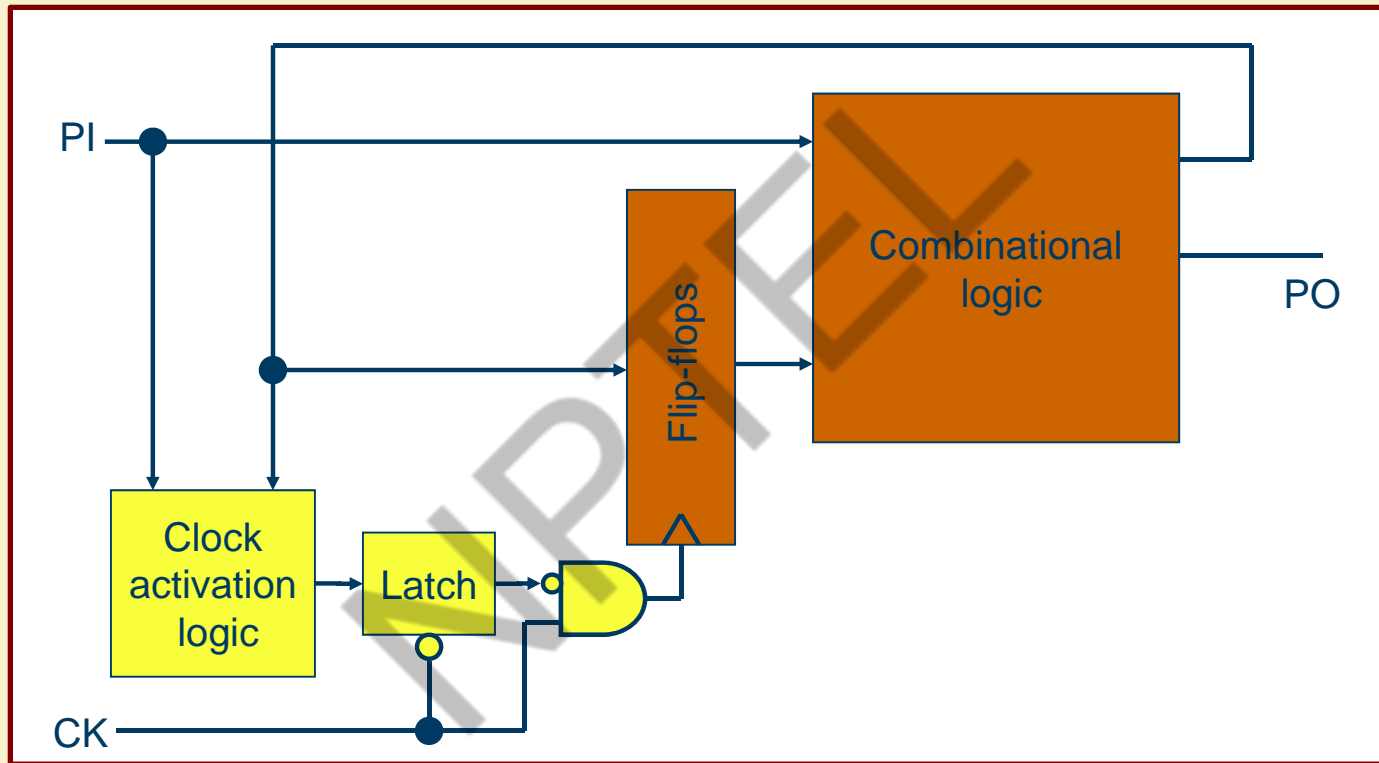 PI
Combinational
logic
PO
Flip-flops
Clock
activation
logic
Latch
CK
NPTEL